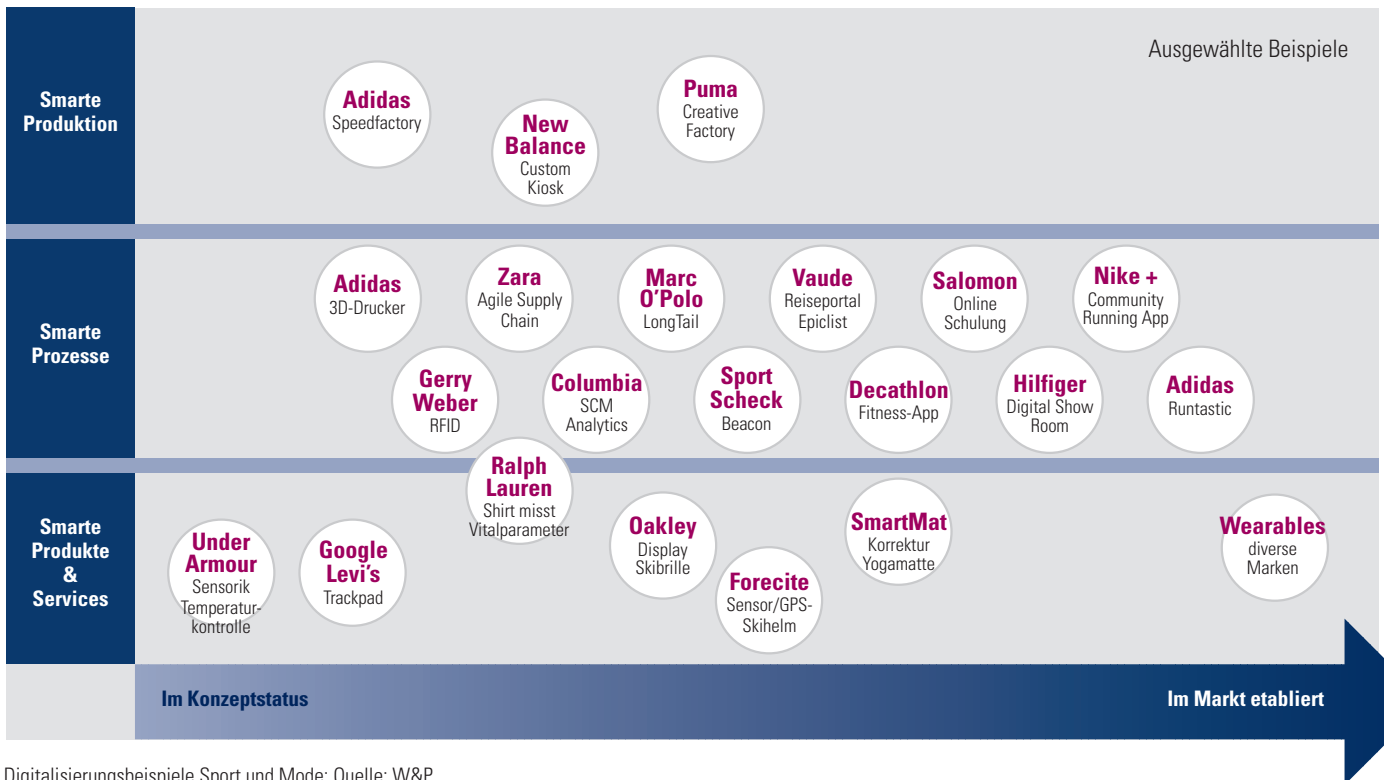 Ausgewählte Beispiele
Smarte
Produktion
Adidas
Speedfactory
New
Balance
Custom
Kiosk
Puma
Creative
Factory
Smarte
Prozesse
Adidas
3D-Drucker
Zara
Agile Supply
Chain
Marc
O'Polo
LongTail
Vaude
Reiseportal
Epiclist
Salomon
Online
Schulung
Nike +
Community
Running App
Gerry
Weber
RFID
Columbia
SCM
Analytics
Sport
Scheck
Beacon
Decathlon
Fitness-App
Hilfiger
Digital Show
Room
Adidas
Runtastic
Smarte
Produkte
&
Services
Under
Armour
Sensorik
Temperatur-
kontrolle
Google
Levi's
Trackpad
Ralph
Lauren
Shirt misst
Vitalparameter
Oakley
Display
Skibrille
Forecite
Sensor/GPS-
Skihelm
SmartMat
Korrektur
Yogamatte
Wearables
diverse
Marken
Im Konzeptstatus
Im Markt etabliert
Digitalisierungsbeispiele Sport und Mode; Quelle: W&P